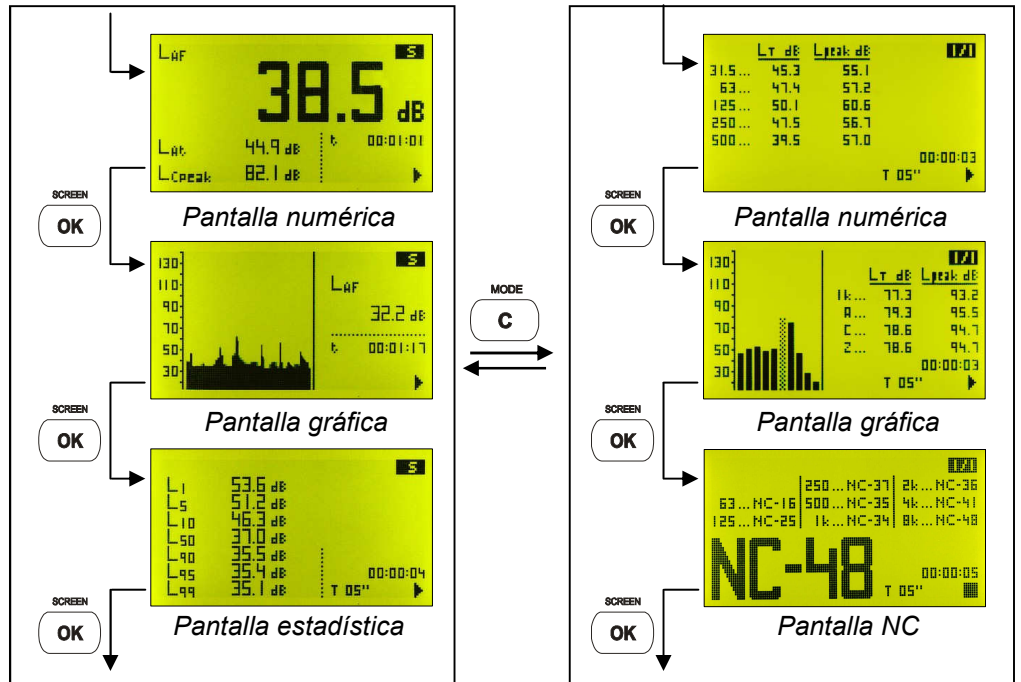 L AF S
38.5 dB
L At 44.9 dB t 00:01:01
L Cpeak 82.1 dB
SCREEN
OK
Pantalla numérica
130 S
110 L AF
90 32.2 dB
70
50 t 00:01:17
30
SCREEN
OK
Pantalla gráfica
S
L1 53.6 dB
L5 51.2 dB
L10 46.3 dB
L50 37.0 dB
L90 35.5 dB
L95 35.4 dB 00:00:04
L99 35.1 dB T 05''
SCREEN
OK
Pantalla estadística
MODE
C
LT dB Lpeak dB 1/1
31.5... 45.3 55.1
63... 47.4 57.2
125... 50.1 60.6
250... 47.5 56.7
500... 39.5 57.0
00:00:03
T 05''
SCREEN
OK
Pantalla numérica
130 1/1
110 LT dB Lpeak dB
90 1k... 77.3 93.2
70 A... 79.3 95.5
50 C... 78.6 94.7
30 Z... 78.6 94.7
00:00:03
T 05''
SCREEN
OK
Pantalla gráfica
1/1
250...NC-37 2k...NC-36
63...NC-16 500...NC-35 4k...NC-41
125...NC-25 1k...NC-34 8k...NC-48
NC-48 00:00:05
T 05''
SCREEN
OK
Pantalla NC